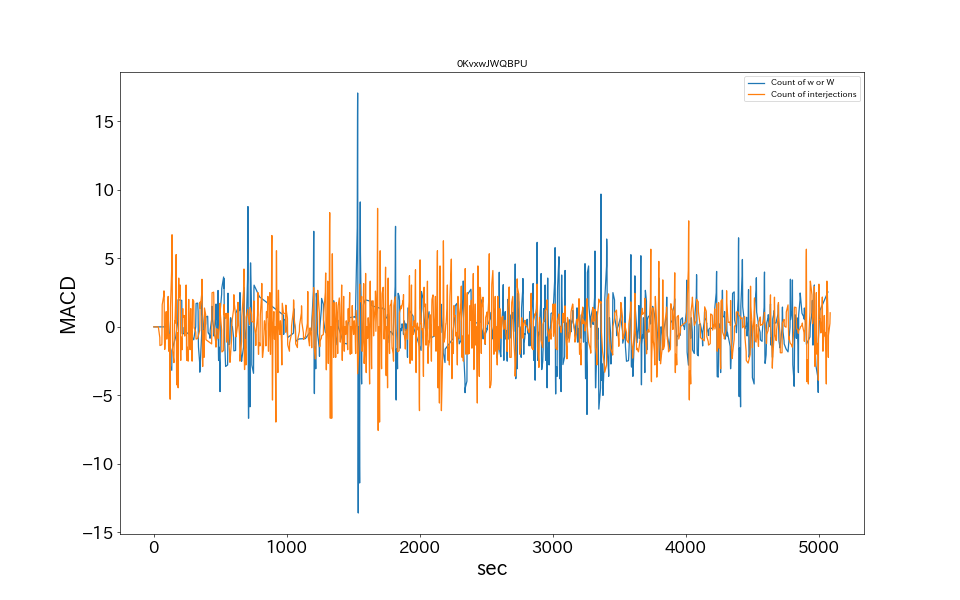 0KvxwJWQBPU
Count of w or W
Count of interjections
MACD
15
10
5
0
−5
−10
−15
0
1000
2000
3000
4000
5000
sec